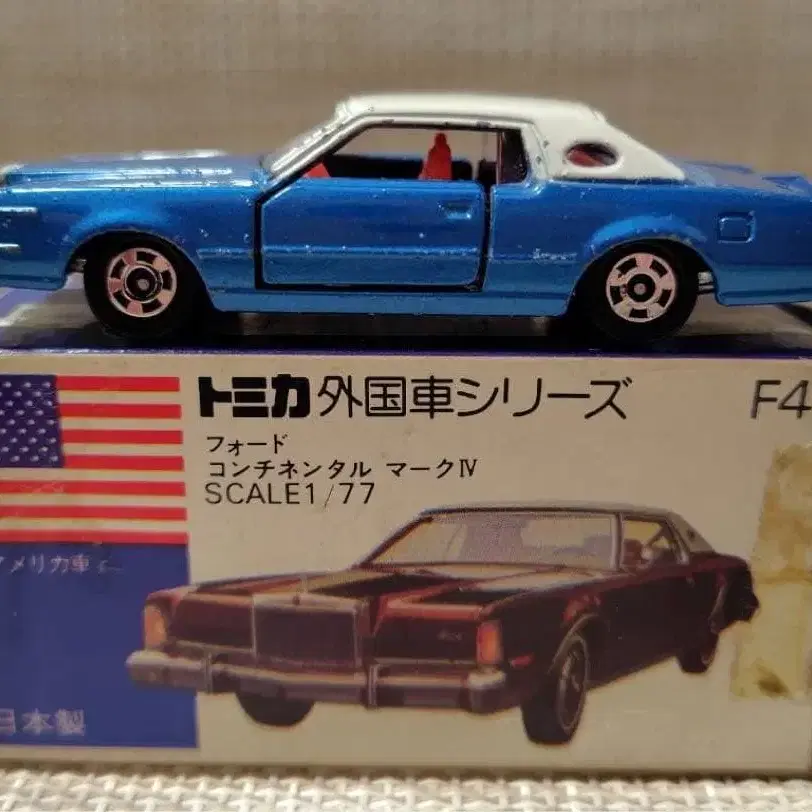 トミカ 外国車シリーズ F4
フォード
コンチネンタル マークⅣ
SCALE1/77
アメリカ車
日本製